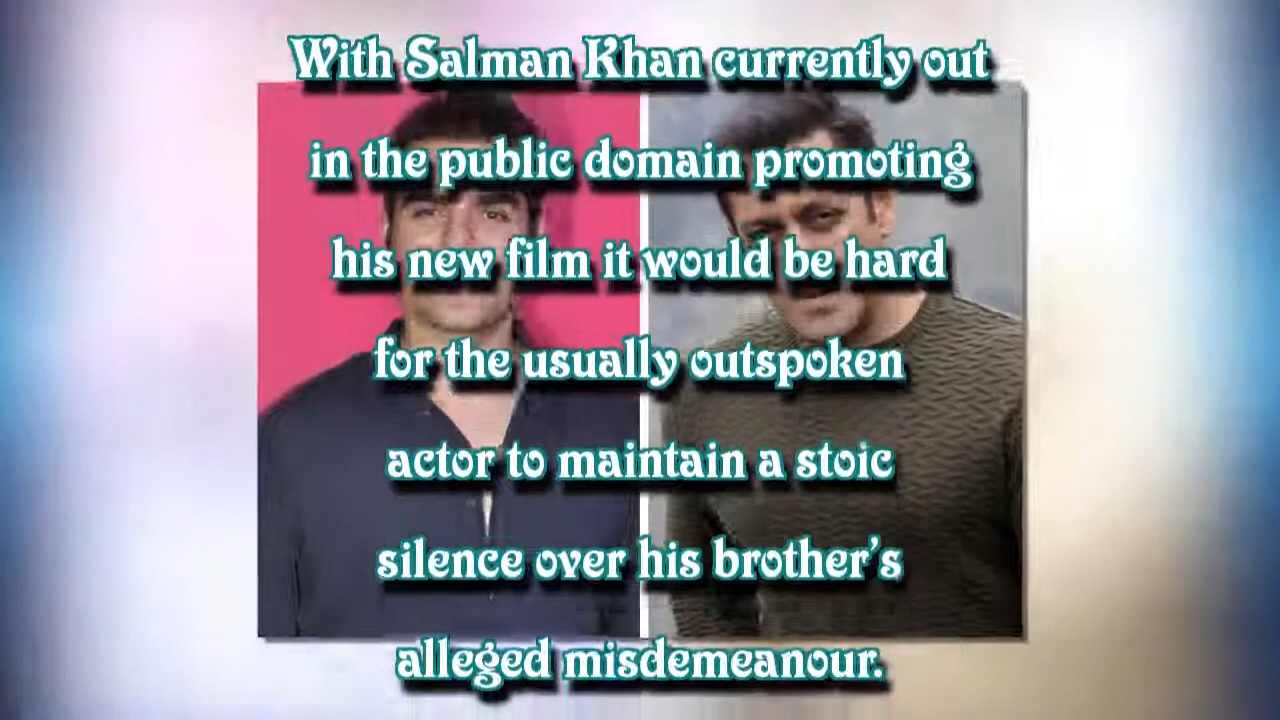 With Salman Khan currently out
in the public domain promoting
his new film it would be hard
for the usually outspoken
actor to maintain a stoic
silence over his brother's
alleged misdemeanour.